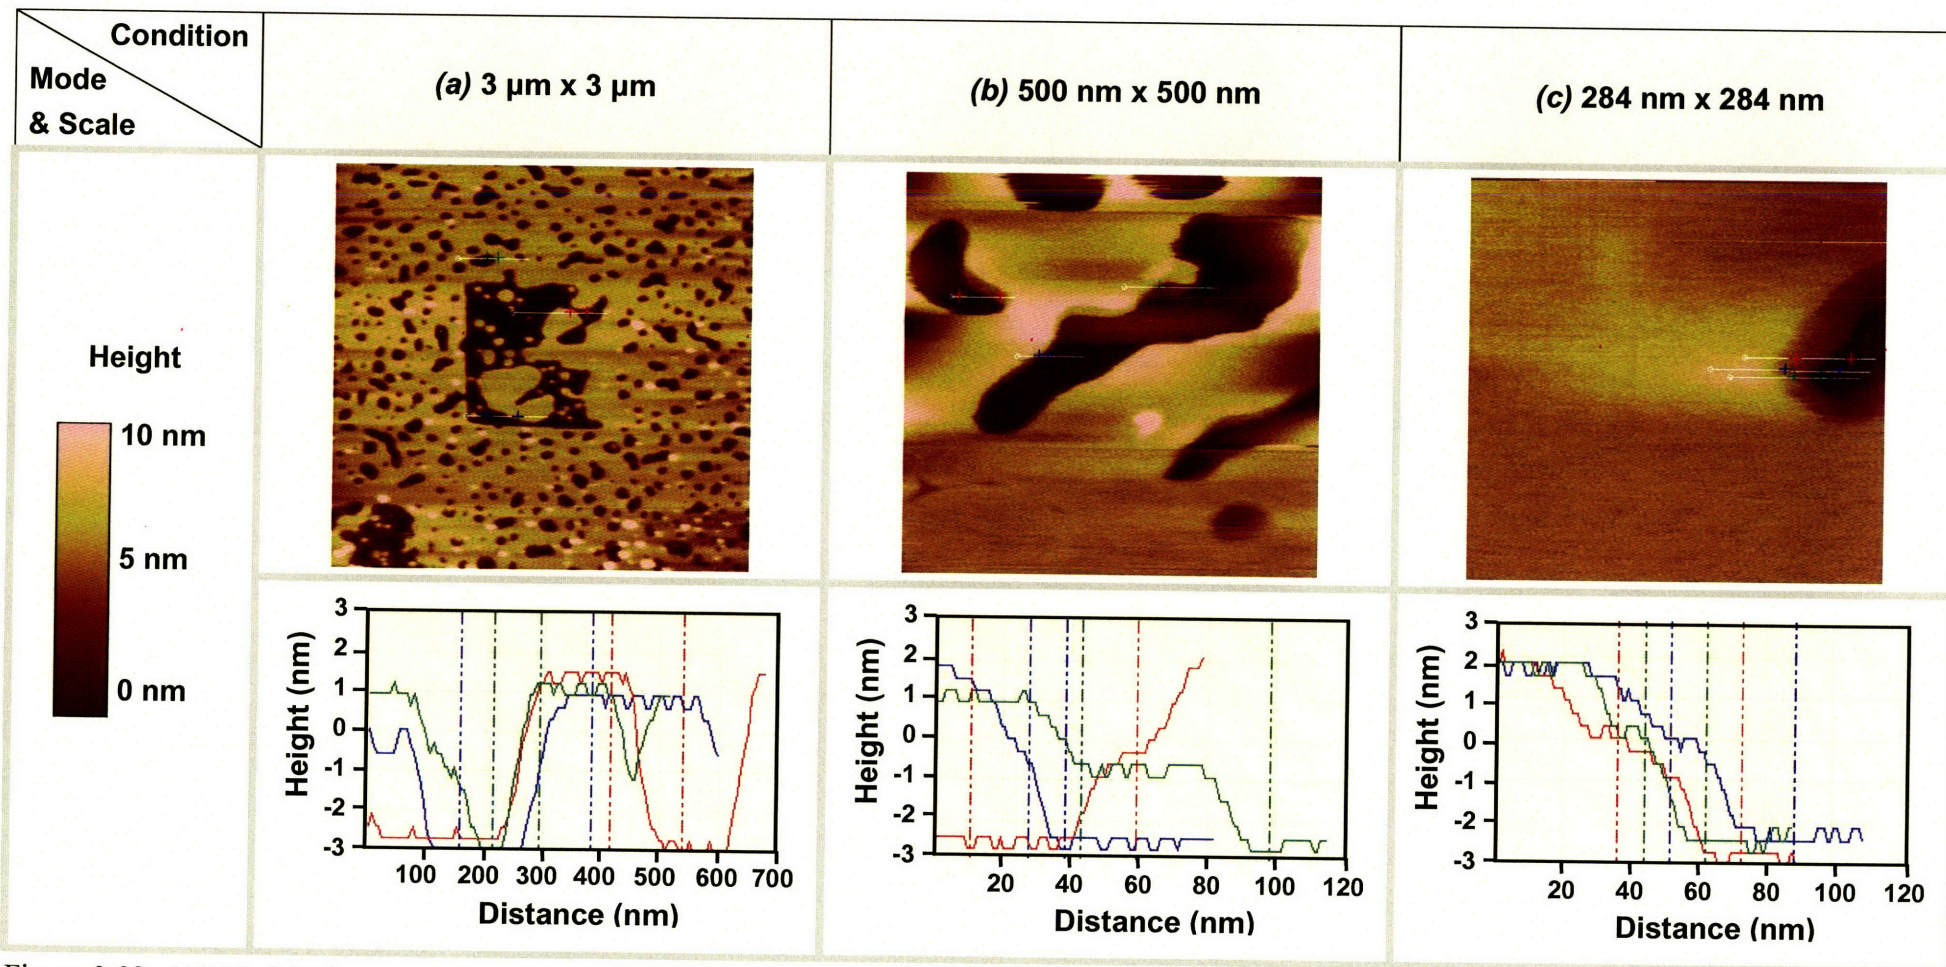 Condition
Mode
& Scale
(a) 3 µm x 3 µm
(b) 500 nm x 500 nm
(c) 284 nm x 284 nm
Height
10 nm
5 nm
0 nm
Height (nm)
3
2
1
0
-1
-2
-3
100 200 300 400 500 600 700
Distance (nm)
Height (nm)
3
2
1
0
-1
-2
-3
20 40 60 80 100 120
Distance (nm)
Height (nm)
3
2
1
0
-1
-2
-3
20 40 60 80 100 120
Distance (nm)